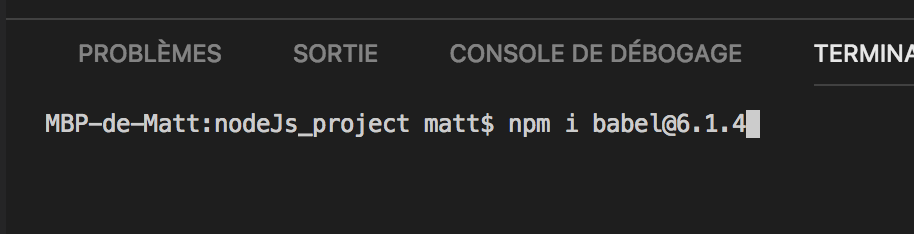 PROBLÈMES SORTIE CONSOLE DE DÉBOGAGE TERMINA
MBP-de-Matt:nodeJs_project matt$ npm i babel@6.1.4